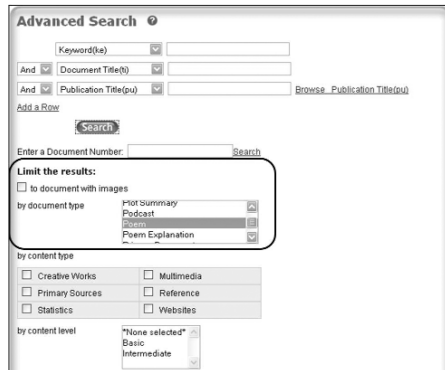 Advanced Search ?
Keyword(ke)
And Document Title(ti)
And Publication Title(pu) Browse Publication Title(pu)
Add a Row
Search
Enter a Document Number: Search
Limit the results:
to document with images
by document type
Plot Summary
Podcast
Poem
Poem Explanation
by content type
Creative Works Multimedia
Primary Sources Reference
Statistics Websites
by content level
*None selected*
Basic
Intermediate